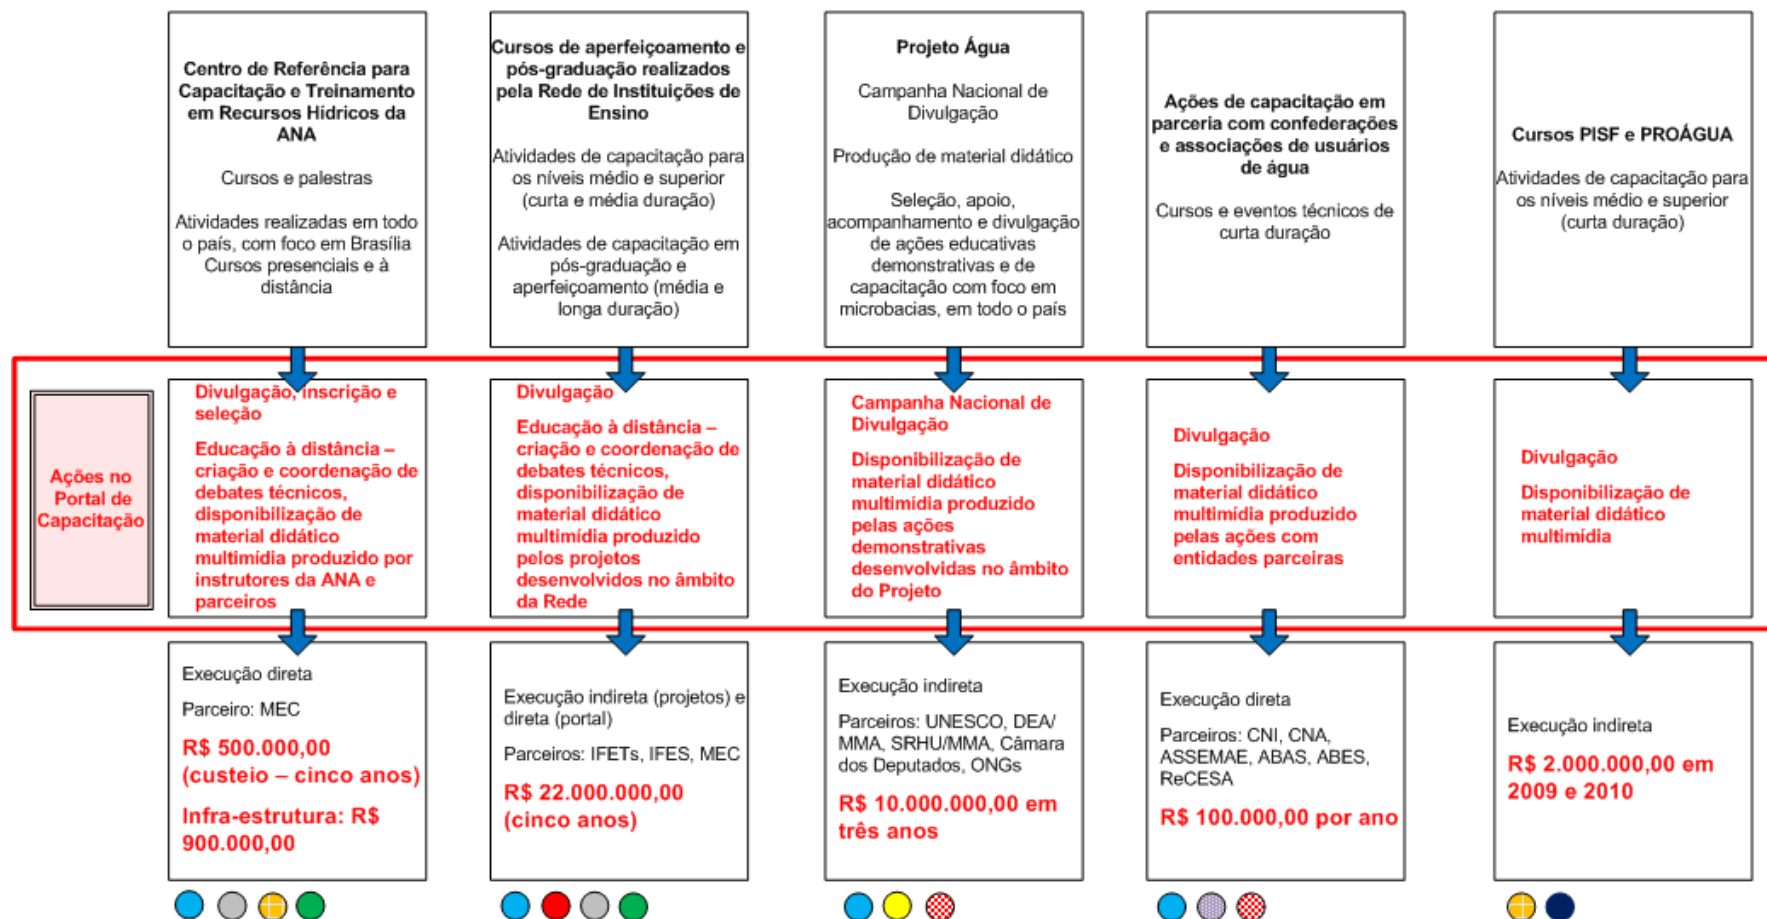 Centro de Referência para
Capacitação e Treinamento
em Recursos Hídricos da
ANA
Cursos e palestras
Atividades realizadas em todo
o país, com foco em Brasília
Cursos presenciais e à
distância
Cursos de aperfeiçoamento e
pós-graduação realizados
pela Rede de Instituições de
Ensino
Atividades de capacitação para
os níveis médio e superior
(curta e média duração)
Atividades de capacitação em
pós-graduação e
aperfeiçoamento (média e
longa duração)
Projeto Água
Campanha Nacional de
Divulgação
Produção de material didático
Seleção, apoio,
acompanhamento e divulgação
de ações educativas
demonstrativas e de
capacitação com foco em
microbacias, em todo o país
Ações de capacitação em
parceria com confederações
e associações de usuários
de água
Cursos e eventos técnicos de
curta duração
Cursos PISF e PROÁGUA
Atividades de capacitação para
os níveis médio e superior
(curta duração)
Ações no
Portal de
Capacitação
Divulgação, inscrição e
seleção
Educação à distância –
criação e coordenação de
debates técnicos,
disponibilização de
material didático
multimídia produzido por
instrutores da ANA e
parceiros
Divulgação
Educação à distância –
criação e coordenação de
debates técnicos,
disponibilização de
material didático
multimídia produzido
pelos projetos
desenvolvidos no âmbito
da Rede
Campanha Nacional de
Divulgação
Disponibilização de
material didático
multimídia produzido
pelas ações
demonstrativas
desenvolvidas no âmbito
do Projeto
Divulgação
Disponibilização de
material didático
multimídia produzido
pelas ações com
entidades parceiras
Divulgação
Disponibilização de
material didático
multimídia
Execução direta
Parceiro: MEC
R$ 500.000,00
(custeio – cinco anos)
Infra-estrutura: R$
900.000,00
Execução indireta (projetos) e
direta (portal)
Parceiros: IFETs, IFES, MEC
R$ 22.000.000,00
(cinco anos)
Execução indireta
Parceiros: UNESCO, DEA/
MMA, SRHU/MMA, Câmara
dos Deputados, ONGs
R$ 10.000.000,00 em
três anos
Execução direta
Parceiros: CNI, CNA,
ASSEMAE, ABAS, ABES,
ReCESA
R$ 100.000,00 por ano
Execução indireta
R$ 2.000.000,00 em
2009 e 2010